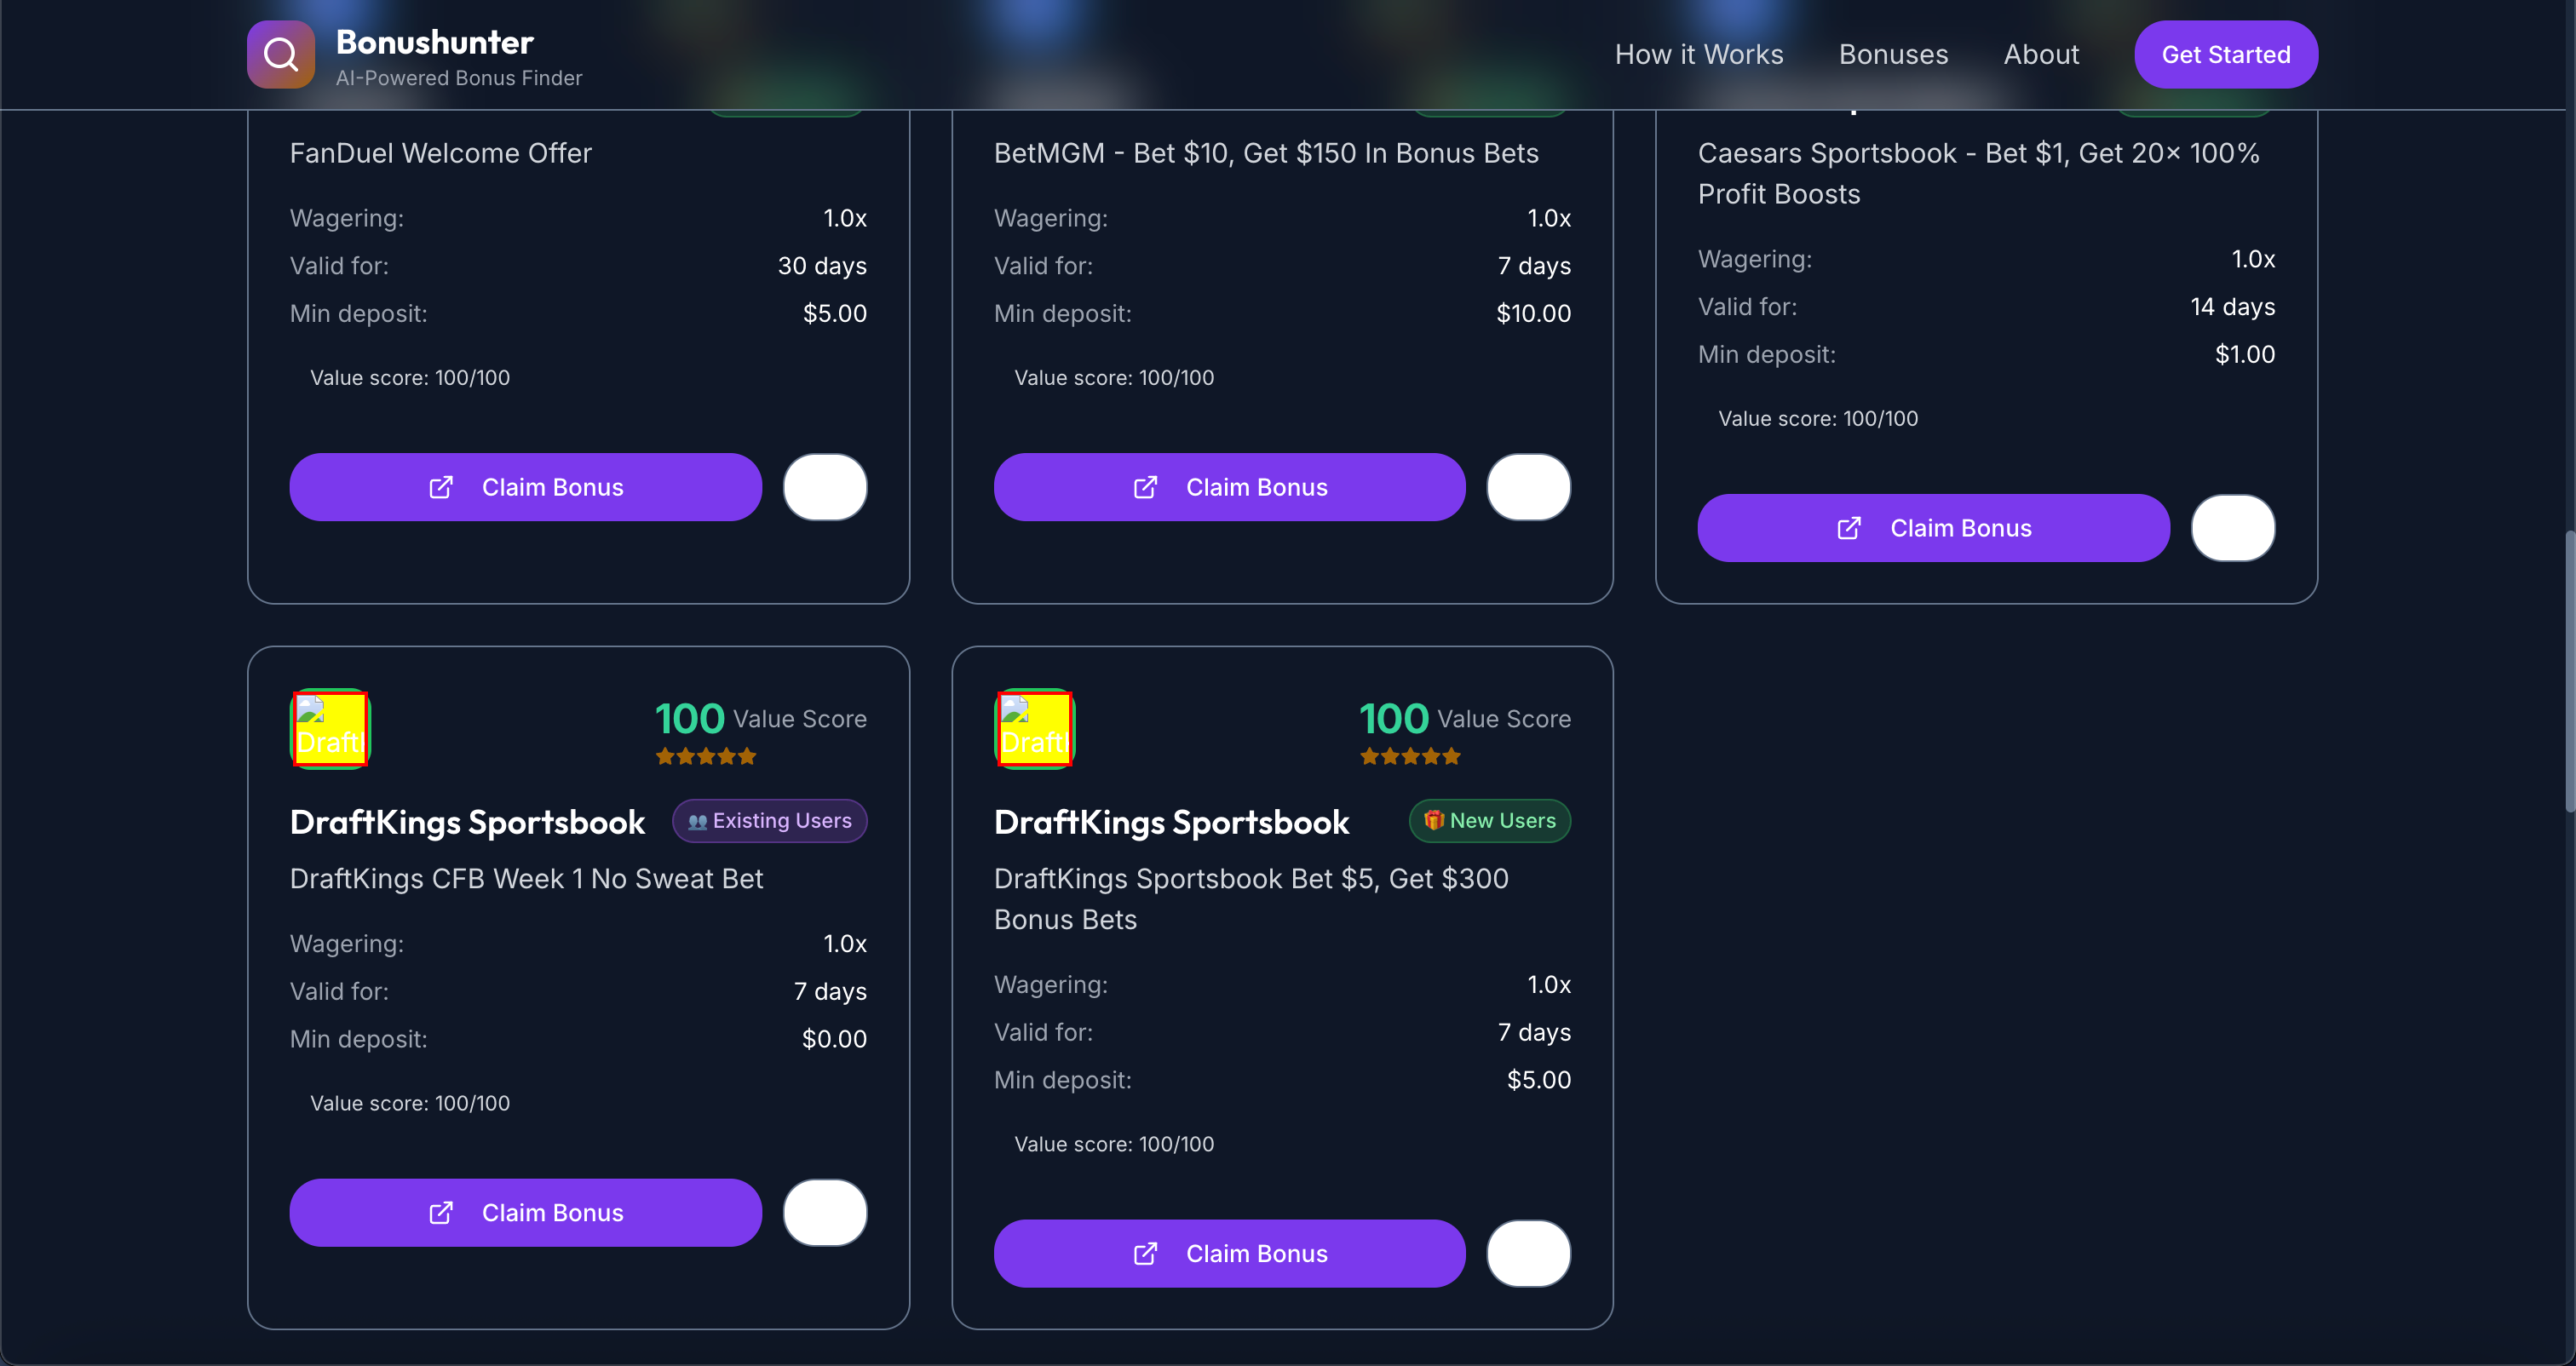 Bonushunter
AI-Powered Bonus Finder
How it Works
Bonuses
About
Get Started
FanDuel Welcome Offer
Wagering: 1.0x
Valid for: 30 days
Min deposit: $5.00
Value score: 100/100
Claim Bonus
BetMGM - Bet $10, Get $150 In Bonus Bets
Wagering: 1.0x
Valid for: 7 days
Min deposit: $10.00
Value score: 100/100
Claim Bonus
Caesars Sportsbook - Bet $1, Get 20× 100%
Profit Boosts
Wagering: 1.0x
Valid for: 14 days
Min deposit: $1.00
Value score: 100/100
Claim Bonus
100 Value Score
DraftKings Sportsbook
Existing Users
DraftKings CFB Week 1 No Sweat Bet
Wagering: 1.0x
Valid for: 7 days
Min deposit: $0.00
Value score: 100/100
Claim Bonus
100 Value Score
DraftKings Sportsbook
New Users
DraftKings Sportsbook Bet $5, Get $300
Bonus Bets
Wagering: 1.0x
Valid for: 7 days
Min deposit: $5.00
Value score: 100/100
Claim Bonus